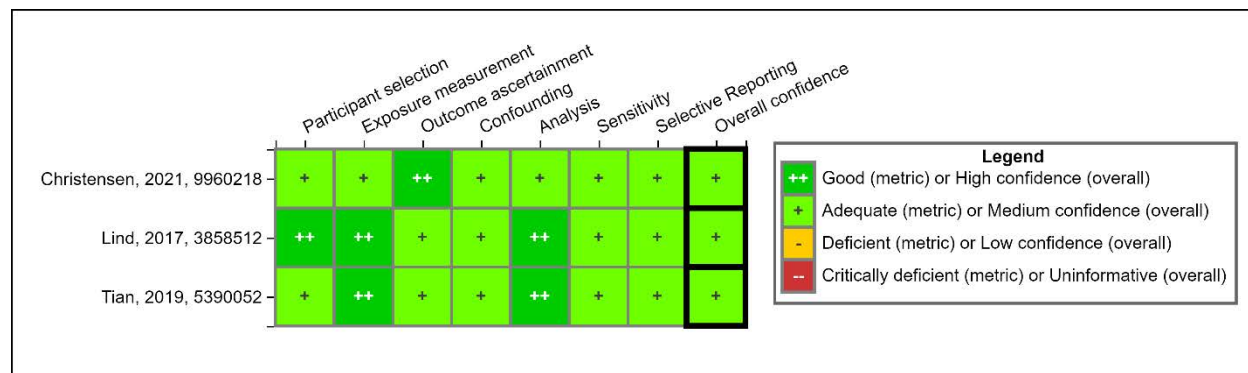 Participant selection
Exposure measurement
Outcome ascertainment
Confounding
Analysis
Sensitivity
Selective Reporting
Overall confidence
Christensen, 2021, 9960218 + + ++ + + + + +
Lind, 2017, 3858512 ++ ++ + + ++ + + +
Tian, 2019, 5390052 + ++ + + ++ + + +
Legend
++ Good (metric) or High confidence (overall)
+ Adequate (metric) or Medium confidence (overall)
- Deficient (metric) or Low confidence (overall)
-- Critically deficient (metric) or Uninformative (overall)